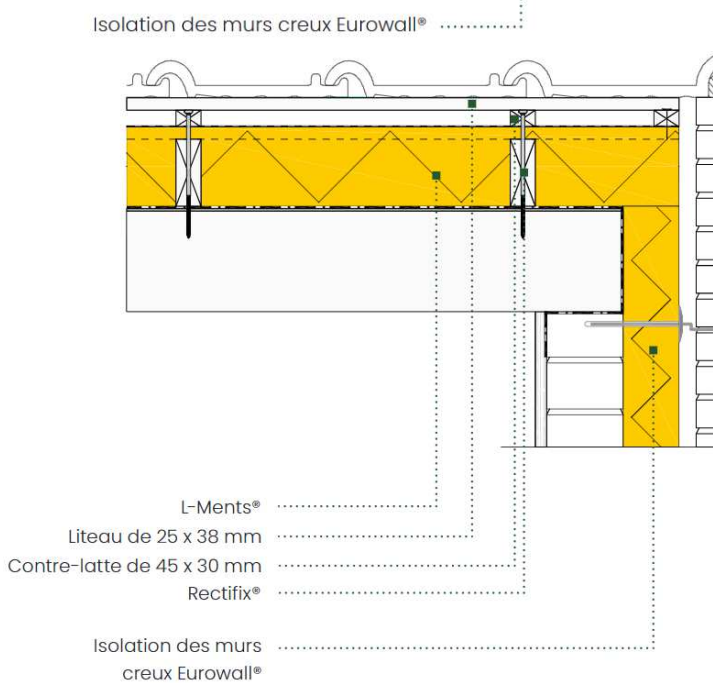 Isolation des murs creux Eurowall®
L-Ments®
Liteau de 25 x 38 mm
Contre-latte de 45 x 30 mm
Rectifix®
Isolation des murs
creux Eurowall®